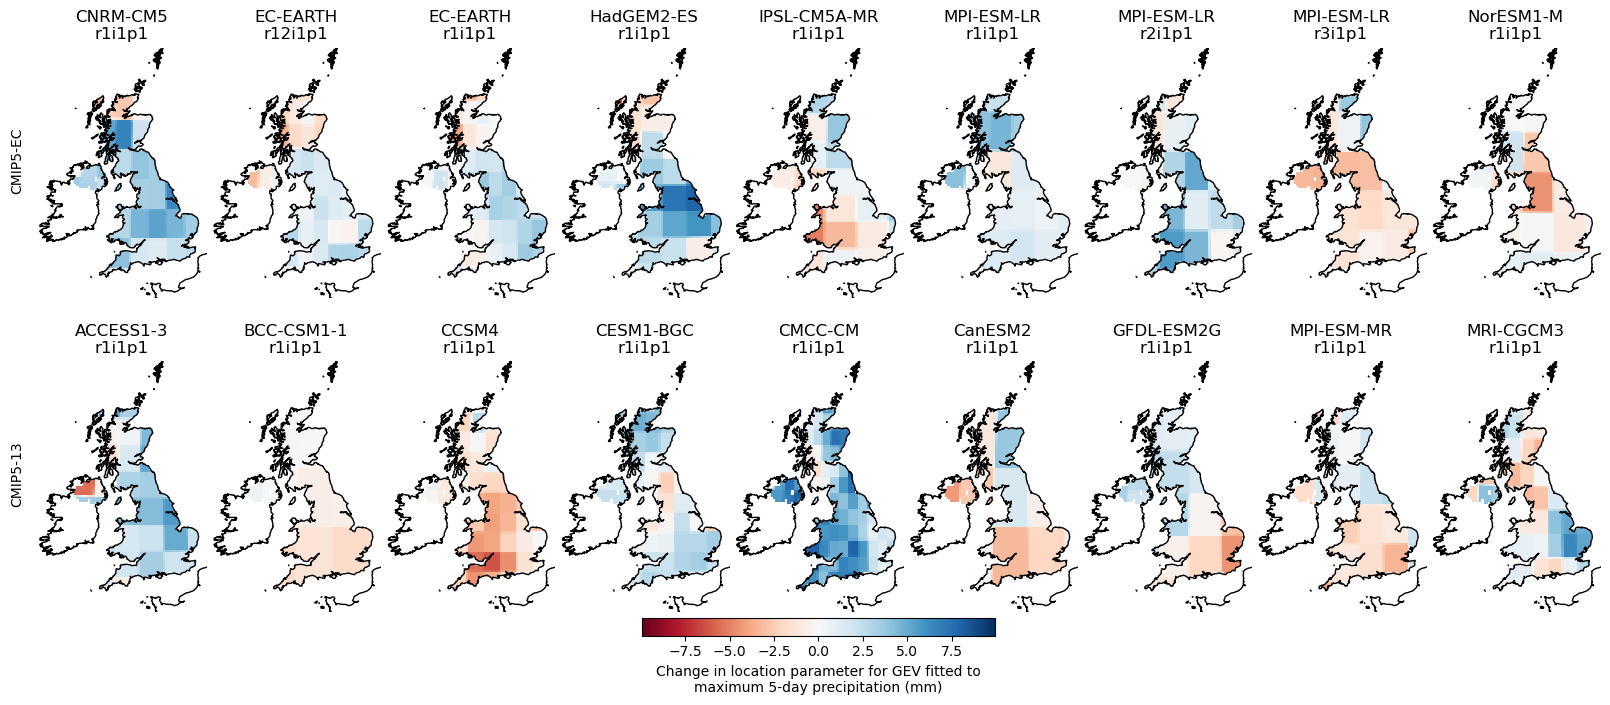 CNRM-CM5
r1i1p1
EC-EARTH
r12i1p1
EC-EARTH
r1i1p1
HadGEM2-ES
r1i1p1
IPSL-CM5A-MR
r1i1p1
MPI-ESM-LR
r1i1p1
MPI-ESM-LR
r2i1p1
MPI-ESM-LR
r3i1p1
NorESM1-M
r1i1p1
CMIP5-EC
ACCESS1-3
r1i1p1
BCC-CSM1-1
r1i1p1
CCSM4
r1i1p1
CESM1-BGC
r1i1p1
CMCC-CM
r1i1p1
CanESM2
r1i1p1
GFDL-ESM2G
r1i1p1
MPI-ESM-MR
r1i1p1
MRI-CGCM3
r1i1p1
CMIP5-13
−7.5 −5.0 −2.5 0.0 2.5 5.0 7.5
Change in location parameter for GEV fitted to
maximum 5-day precipitation (mm)